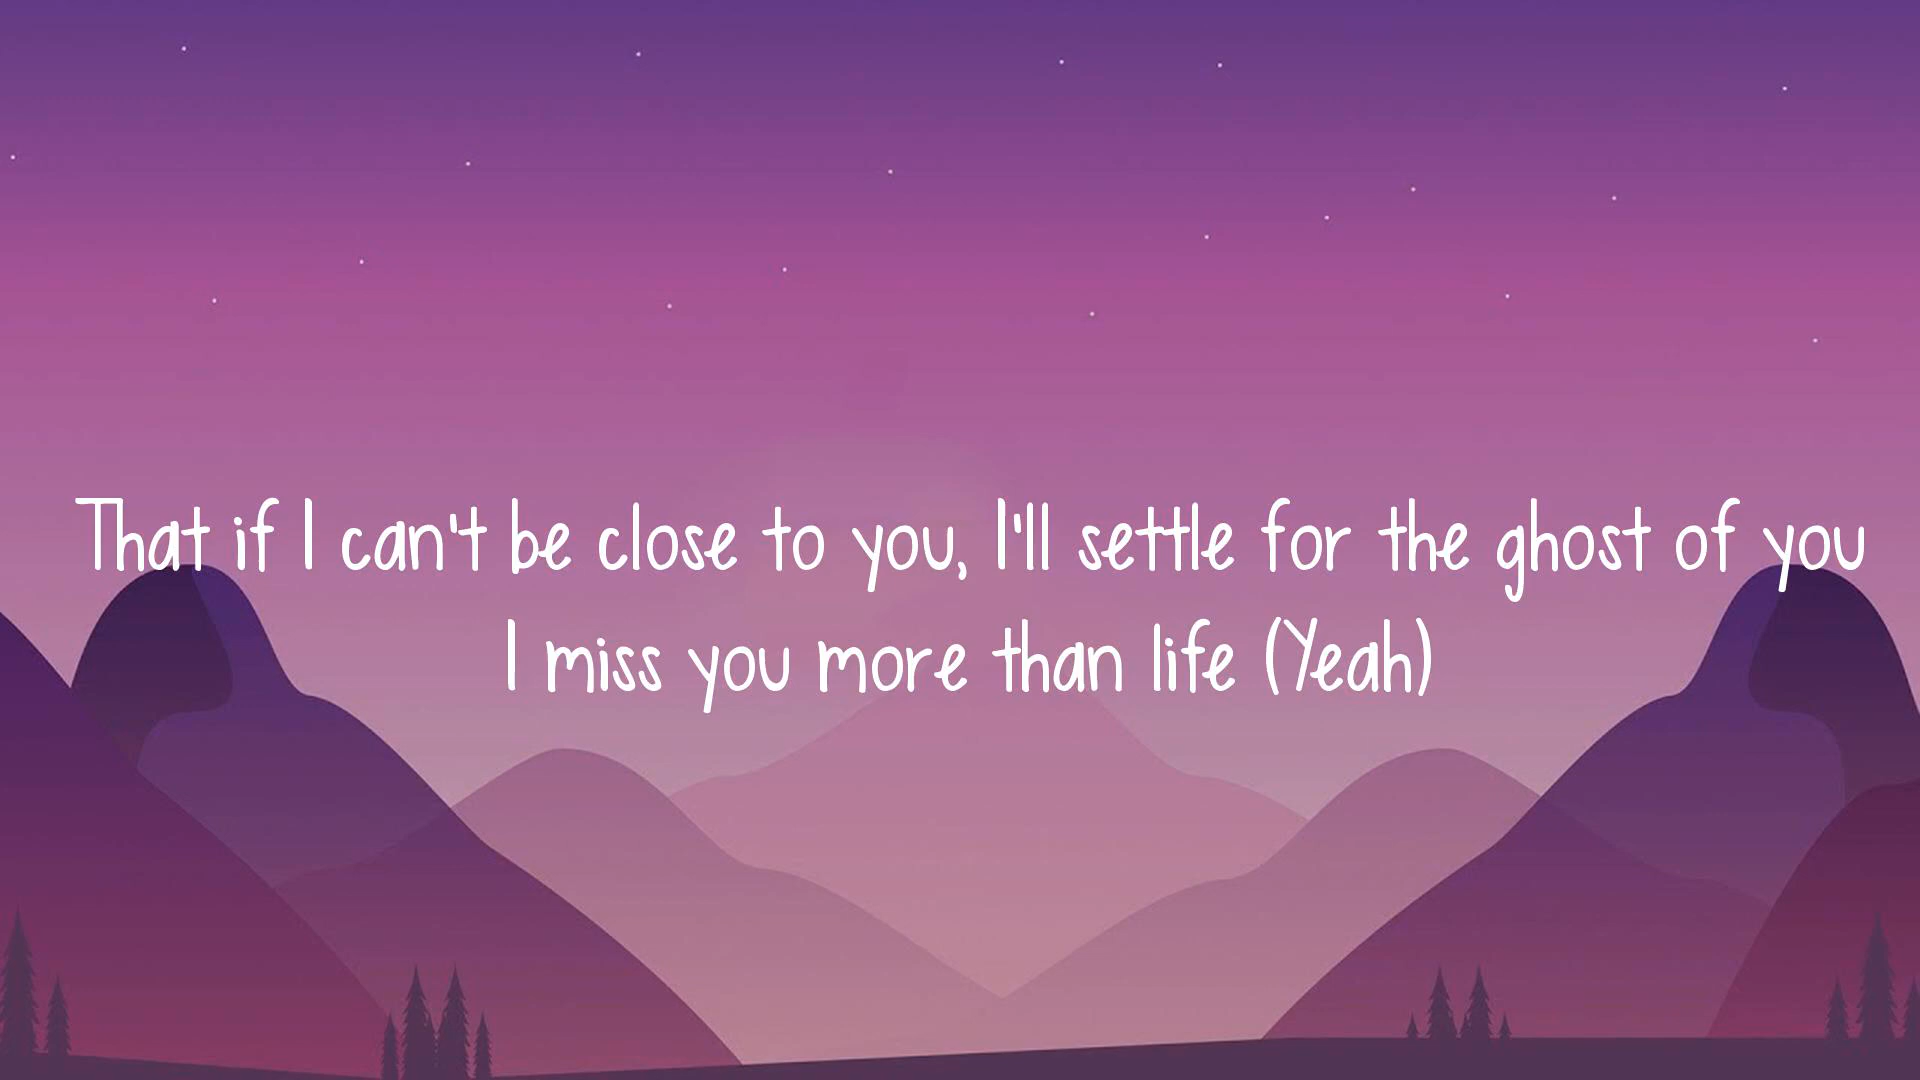 That if I can't be close to you, I'll settle for the ghost of you
I miss you more than life (Yeah)